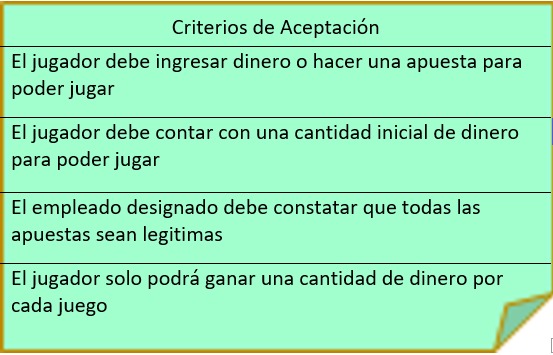 Criterios de Aceptación
El jugador debe ingresar dinero o hacer una apuesta para
poder jugar
El jugador debe contar con una cantidad inicial de dinero
para poder jugar
El empleado designado debe constatar que todas las
apuestas sean legitimas
El jugador solo podrá ganar una cantidad de dinero por
cada juego